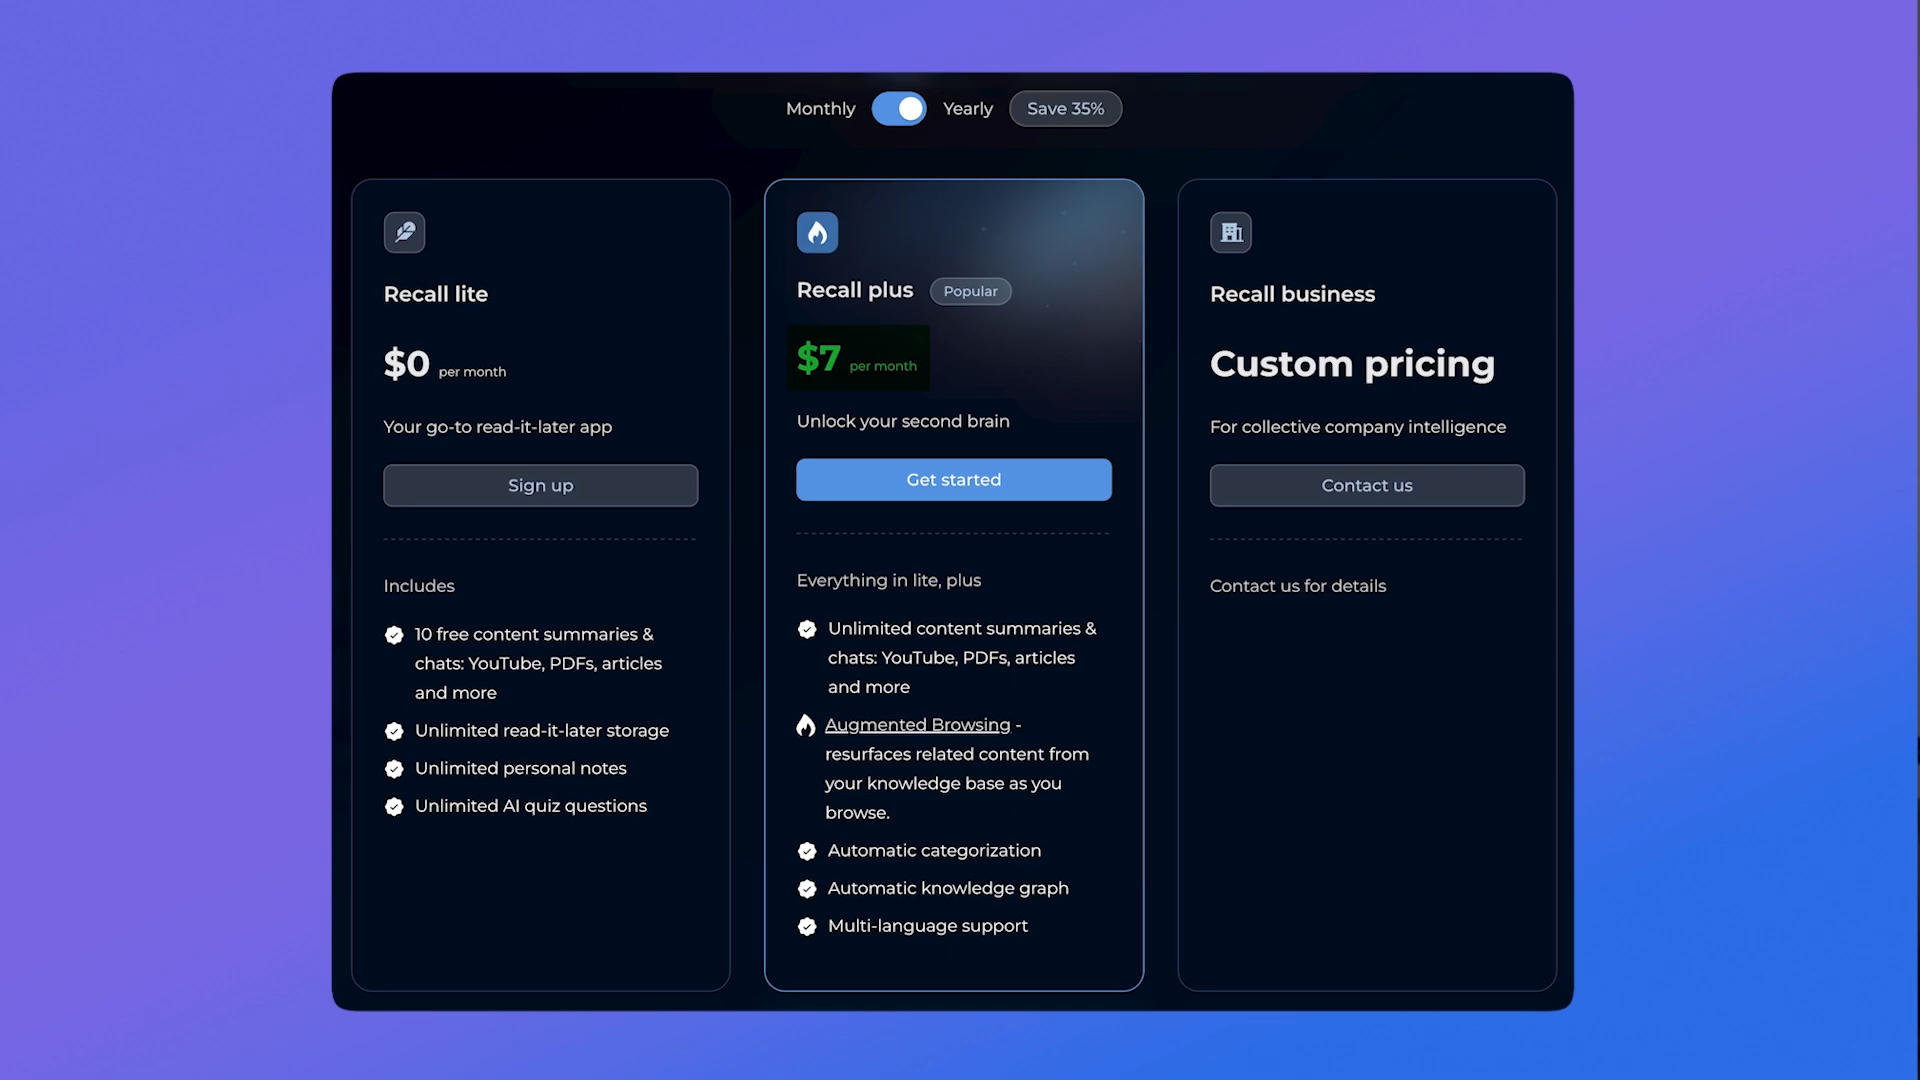 Monthly Yearly Save 35%
Recall lite
$0 per month
Your go-to read-it-later app
Sign up
Includes
10 free content summaries &
chats: YouTube, PDFs, articles
and more
Unlimited read-it-later storage
Unlimited personal notes
Unlimited AI quiz questions
Recall plus Popular
$7 per month
Unlock your second brain
Get started
Everything in lite, plus
Unlimited content summaries &
chats: YouTube, PDFs, articles
and more
Augmented Browsing -
resurfaces related content from
your knowledge base as you
browse.
Automatic categorization
Automatic knowledge graph
Multi-language support
Recall business
Custom pricing
For collective company intelligence
Contact us
Contact us for details